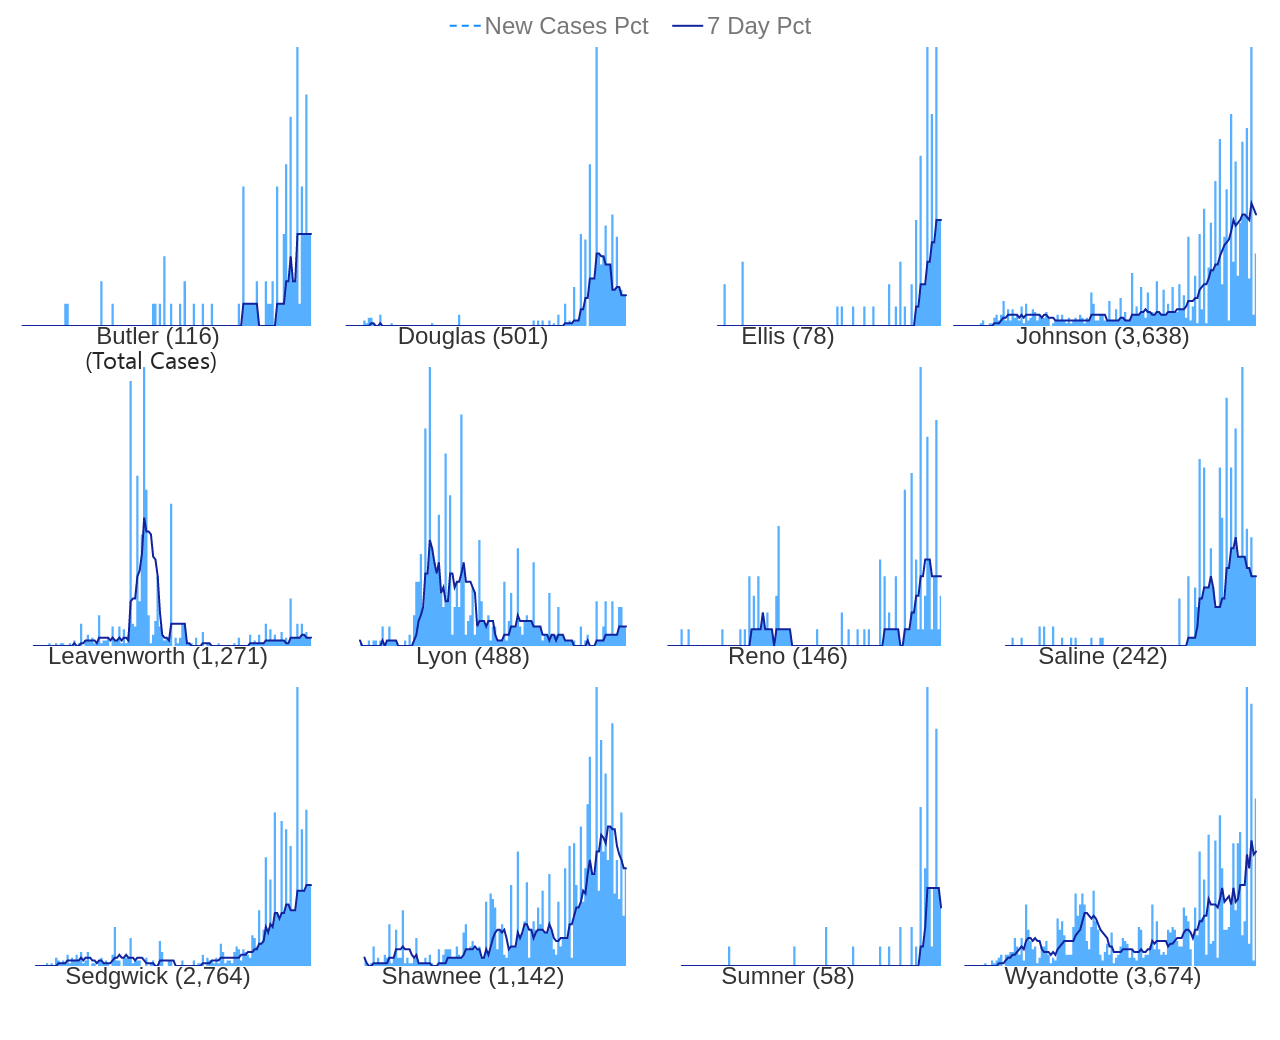 New Cases Pct 7 Day Pct
Butler (116) Douglas (501) Ellis (78) Johnson (3,638)
(Total Cases)
Leavenworth (1,271) Lyon (488) Reno (146) Saline (242)
Sedgwick (2,764) Shawnee (1,142) Sumner (58) Wyandotte (3,674)